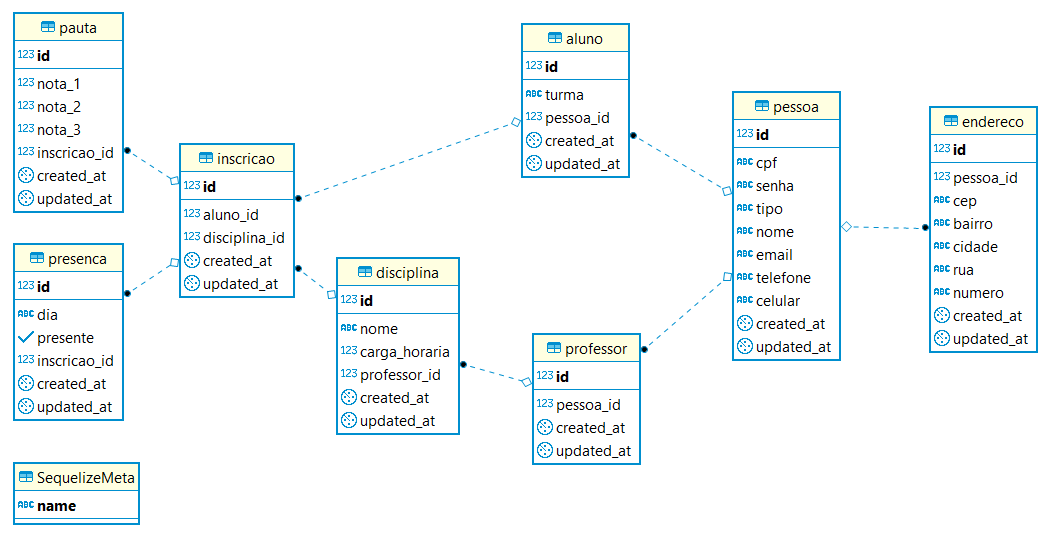 pauta
123 id
123 nota_1
123 nota_2
123 nota_3
123 inscricao_id
created_at
updated_at
presenca
123 id
ABC dia
presente
123 inscricao_id
created_at
updated_at
SequelizeMeta
ABC name
inscricao
123 id
123 aluno_id
123 disciplina_id
created_at
updated_at
disciplina
123 id
ABC nome
123 carga_horaria
123 professor_id
created_at
updated_at
aluno
123 id
ABC turma
123 pessoa_id
created_at
updated_at
professor
123 id
123 pessoa_id
created_at
updated_at
pessoa
123 id
ABC cpf
ABC senha
ABC tipo
ABC nome
ABC email
ABC telefone
ABC celular
created_at
updated_at
endereco
123 id
123 pessoa_id
ABC cep
ABC bairro
ABC cidade
ABC rua
ABC numero
created_at
updated_at